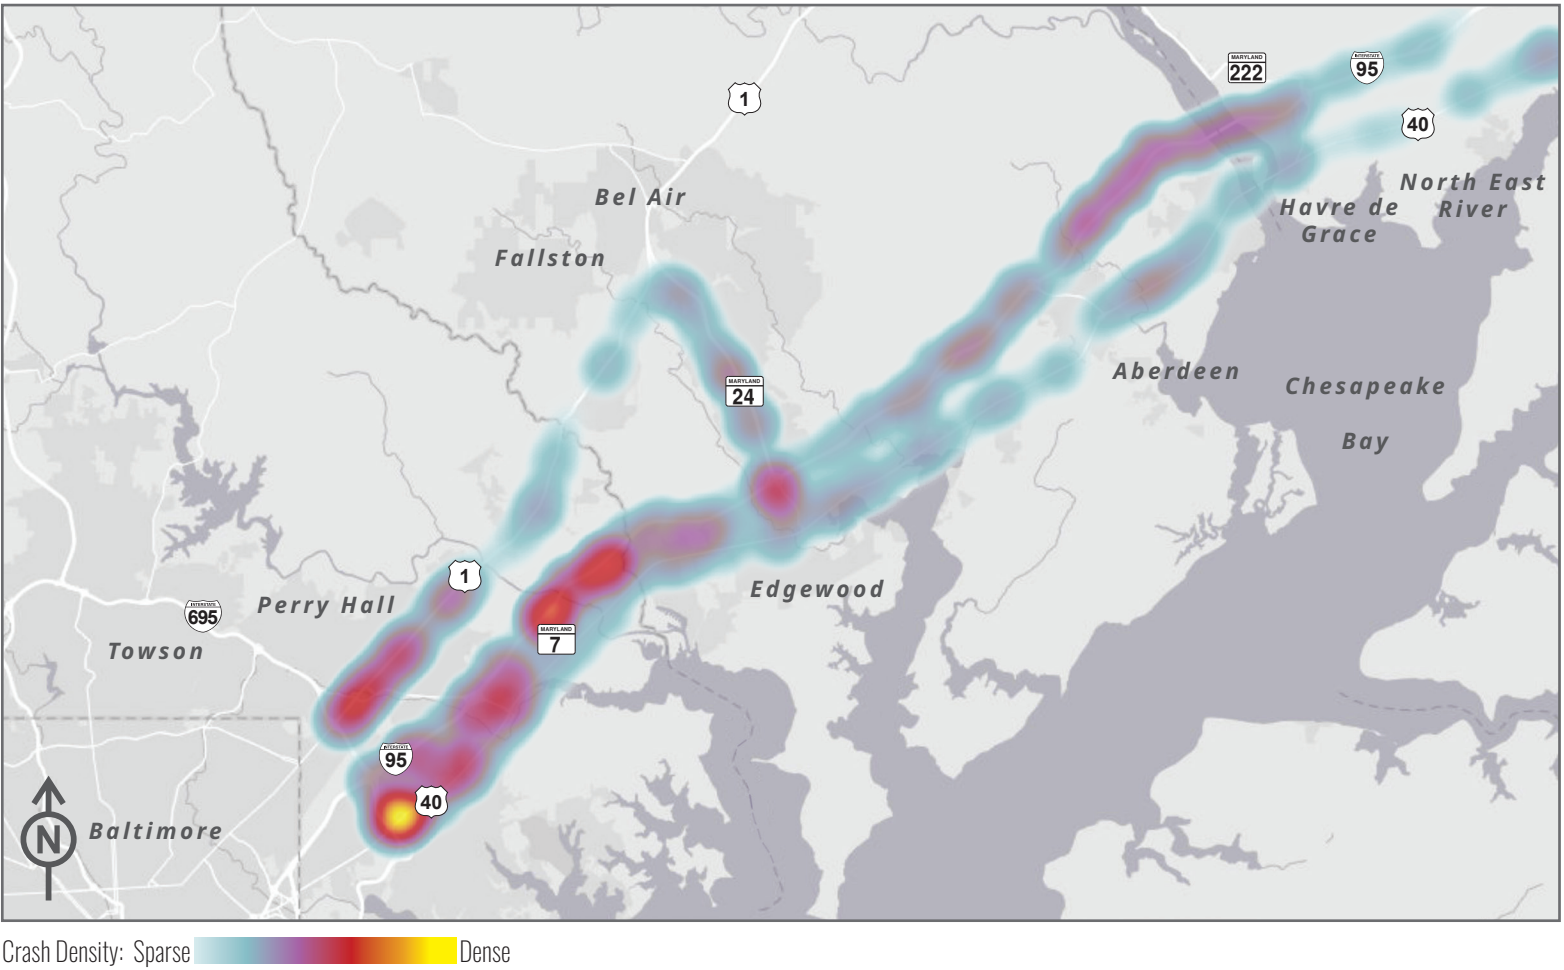 MARYLAND
222
INTERSTATE
95
1
40
Bel Air
North East
River
Havre de
Grace
Fallston
Aberdeen
Chesapeake
Bay
MARYLAND
24
1
Edgewood
Perry Hall
INTERSTATE
695
MARYLAND
7
Towson
INTERSTATE
95
40
Baltimore
N
Crash Density: Sparse
Dense